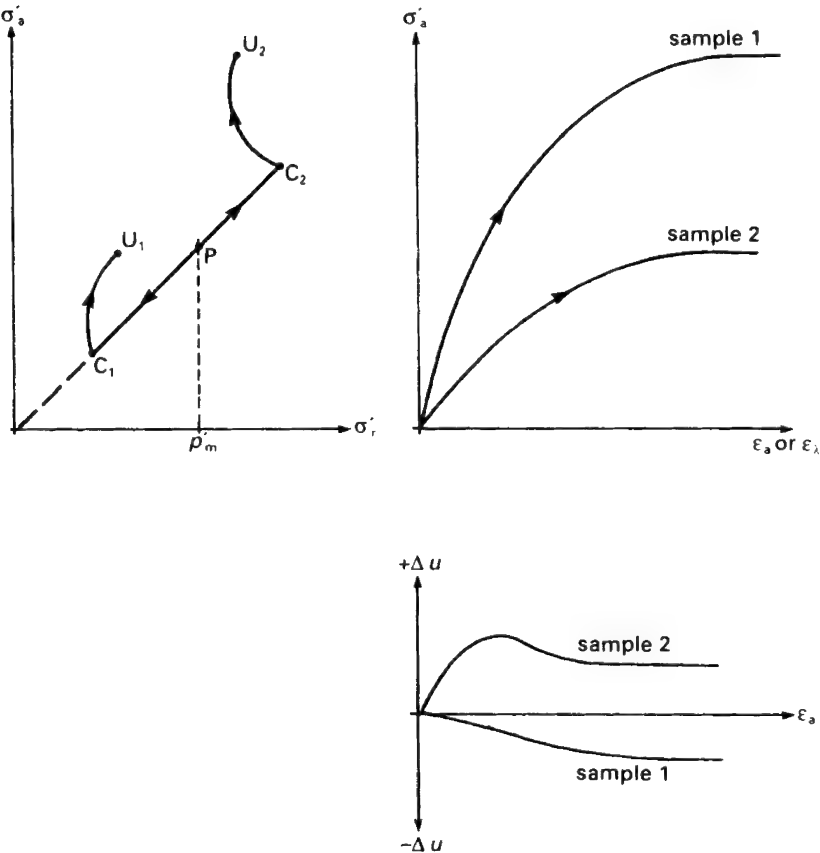 σ′a
U₂
C₂
U₁
P
C₁
p′m
σ′r
σ′a
sample 1
sample 2
εa or ελ
+Δu
sample 2
εa
sample 1
−Δu